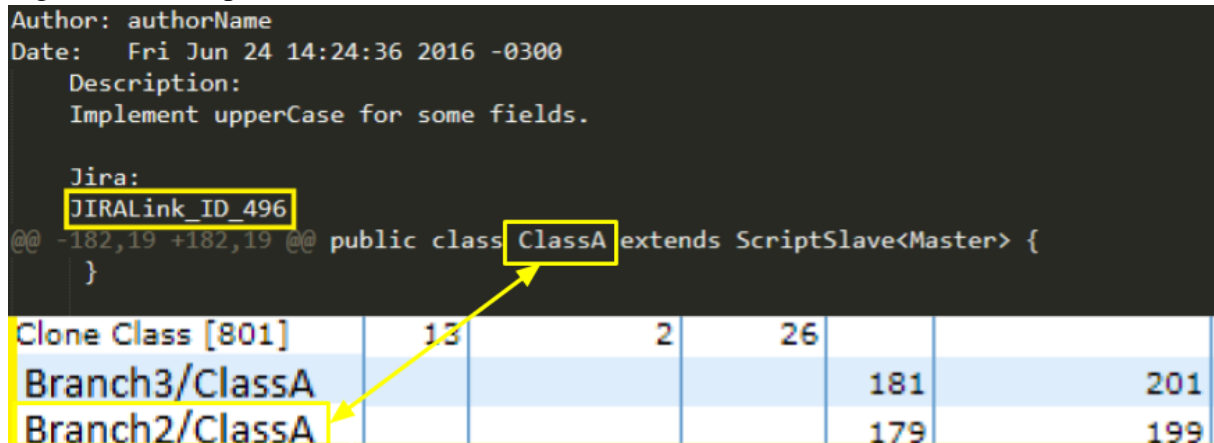 Author: authorName
Date:   Fri Jun 24 14:24:36 2016 -0300
Description:
Implement upperCase for some fields.
Jira:
JIRALink_ID_496
@@ -182,19 +182,19 @@ public class ClassA extends ScriptSlave<Master> {
}
Clone Class [801] 13 2 26
Branch3/ClassA 181 201
Branch2/ClassA 179 199